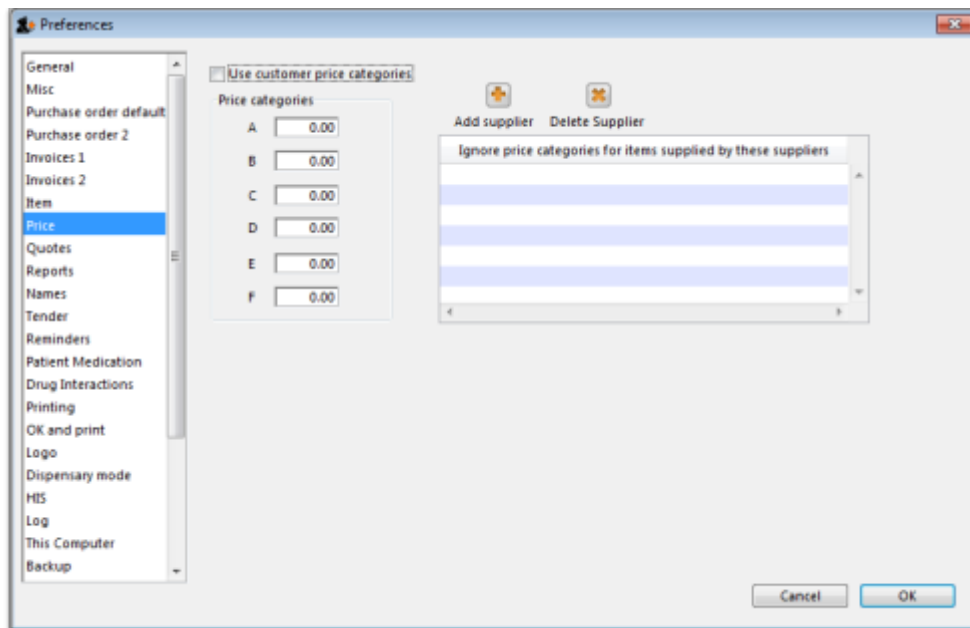 Preferences
General
Misc
Purchase order default
Purchase order 2
Invoices 1
Invoices 2
Item
Price
Quotes
Reports
Names
Tender
Reminders
Patient Medication
Drug Interactions
Printing
OK and print
Logo
Dispensary mode
HIS
Log
This Computer
Backup
Use customer price categories
Price categories
A 0.00
B 0.00
C 0.00
D 0.00
E 0.00
F 0.00
Add supplier Delete Supplier
Ignore price categories for items supplied by these suppliers
Cancel OK